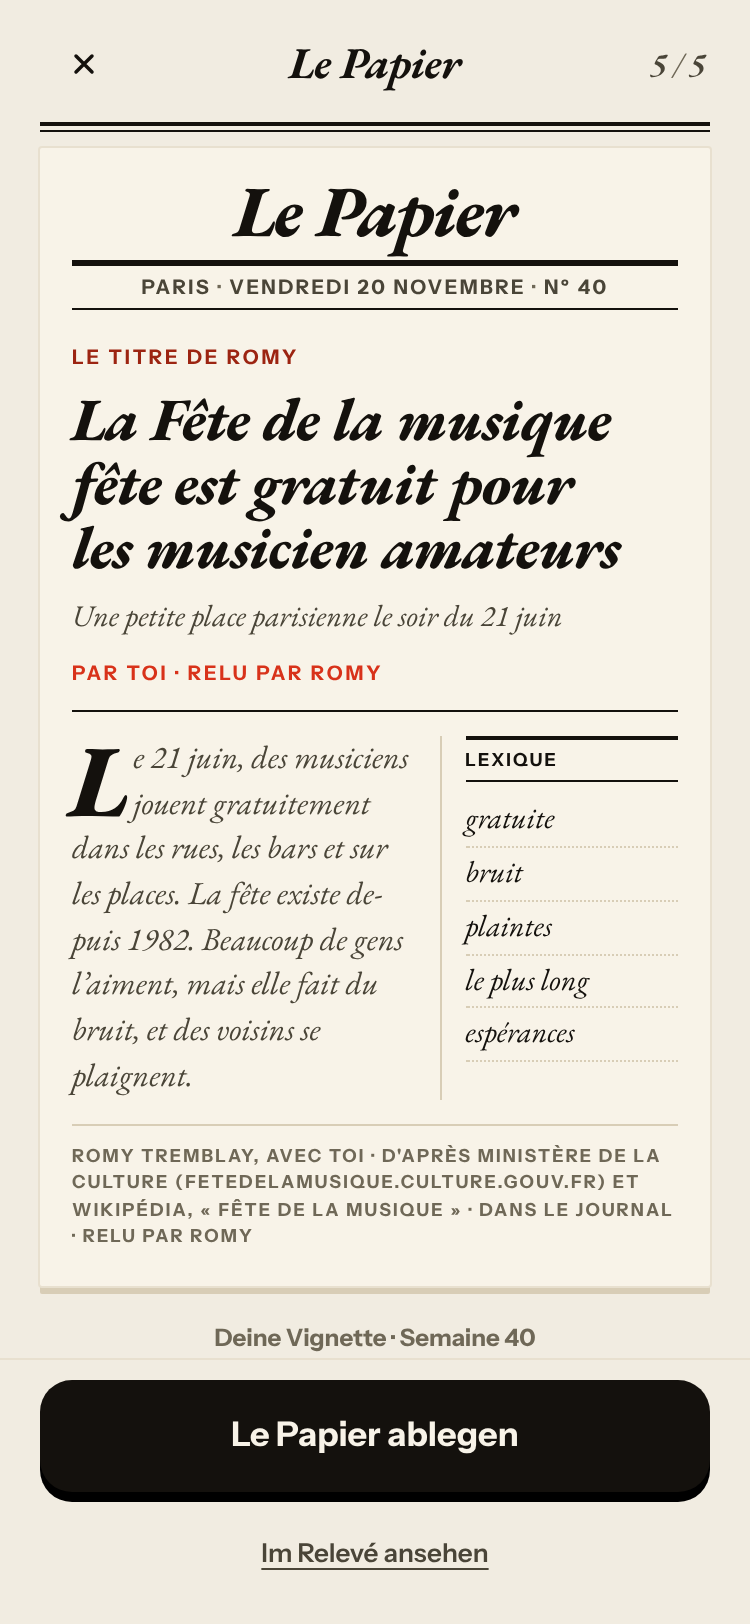 Le Papier
5 / 5
Le Papier
PARIS · VENDREDI 20 NOVEMBRE · N° 40
LE TITRE DE ROMY
La Fête de la musique
fête est gratuit pour
les musicien amateurs
Une petite place parisienne le soir du 21 juin
PAR TOI · RELU PAR ROMY
Le 21 juin, des musiciens
jouent gratuitement
dans les rues, les bars et sur
les places. La fête existe de-
puis 1982. Beaucoup de gens
l’aiment, mais elle fait du
bruit, et des voisins se
plaignent.
LEXIQUE
gratuite
bruit
plaintes
le plus long
espérances
ROMY TREMBLAY, AVEC TOI · D'APRÈS MINISTÈRE DE LA
CULTURE (FETEDELAMUSIQUE.CULTURE.GOUV.FR) ET
WIKIPÉDIA, « FÊTE DE LA MUSIQUE » · DANS LE JOURNAL
· RELU PAR ROMY
Deine Vignette · Semaine 40
Le Papier ablegen
Im Relevé ansehen